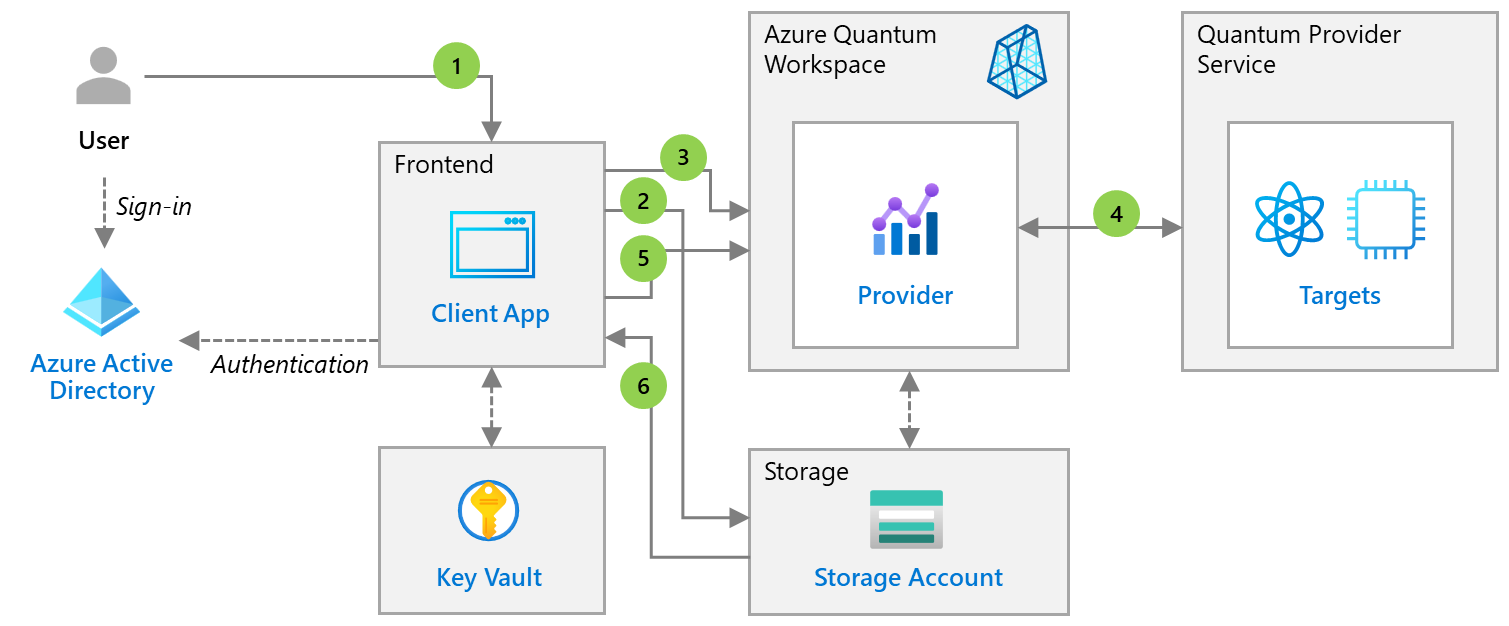 User
Sign-in
Azure Active
Directory
Authentication
1
Frontend
Client App
Key Vault
3
2
5
6
Azure Quantum
Workspace
Provider
4
Quantum Provider
Service
Targets
Storage
Storage Account